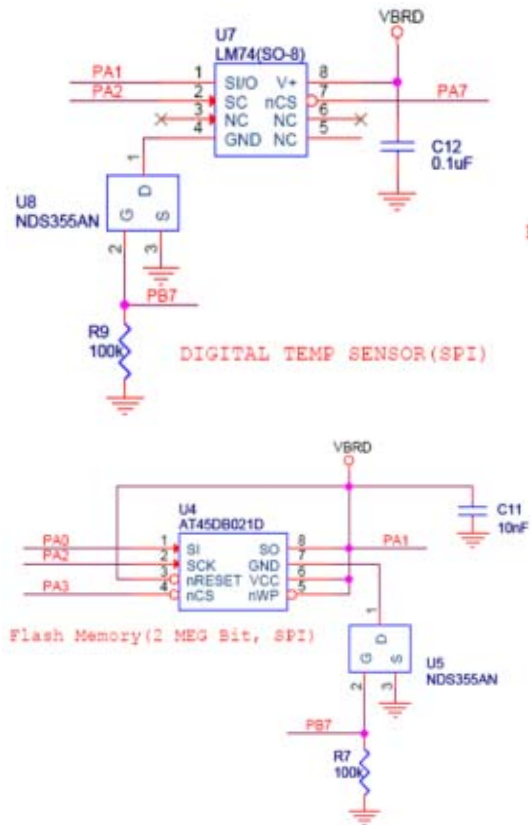 VBRD
U7
LM74(SO-8)
PA1 1 SI/O V+ 8
PA2 2 SC nCS 7 PA7
3 NC NC 6
4 GND NC 5
C12
0.1uF
1
U8
NDS355AN
D
G S
2 3
PB7
R9
100k
DIGITAL TEMP SENSOR(SPI)
VBRD
U4
AT45DB021D
C11
10nF
PA0 1 SI SO 8 PA1
PA2 2 SCK GND 7
3 nRESET VCC 6
PA3 4 nCS nWP 5
Flash Memory(2 MEG Bit, SPI)
1
D
G S
U5
NDS355AN
2 3
PB7
R7
100k